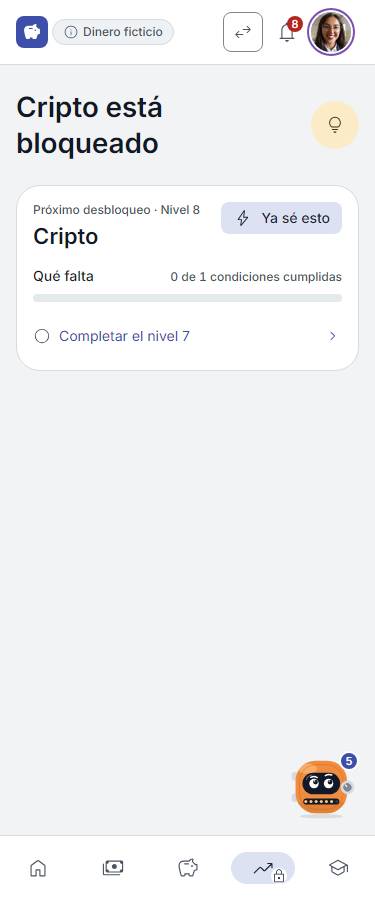 Dinero ficticio
8
Cripto está
bloqueado
Próximo desbloqueo · Nivel 8
Ya sé esto
Cripto
Qué falta
0 de 1 condiciones cumplidas
Completar el nivel 7
5